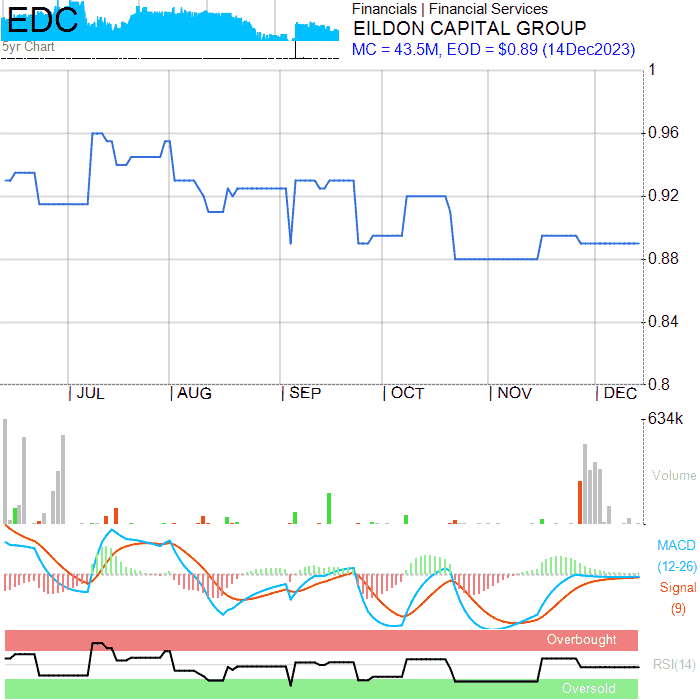 EDC
5yr Chart
Financials | Financial Services
EILDON CAPITAL GROUP
MC = 43.5M, EOD = $0.89 (14Dec2023)
1
0.96
0.92
0.88
0.84
0.8
JUL AUG SEP OCT NOV DEC
634k
Volume
MACD
(12-26)
Signal
(9)
Overbought
RSI(14)
Oversold